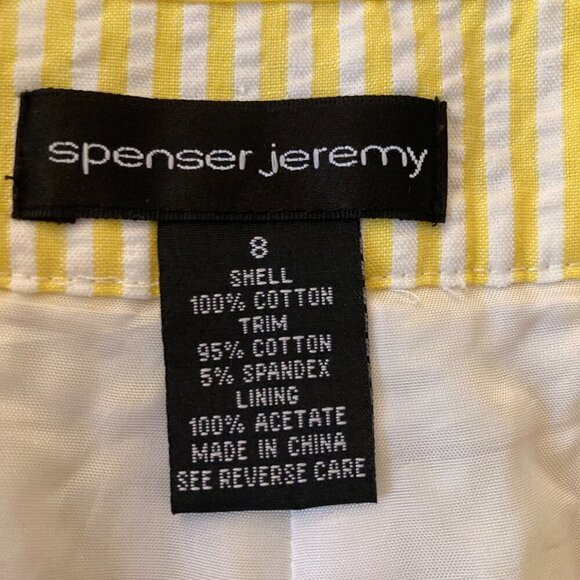 spenser jeremy
8
SHELL
100% COTTON
TRIM
95% COTTON
5% SPANDEX
LINING
100% ACETATE
MADE IN CHINA
SEE REVERSE CARE